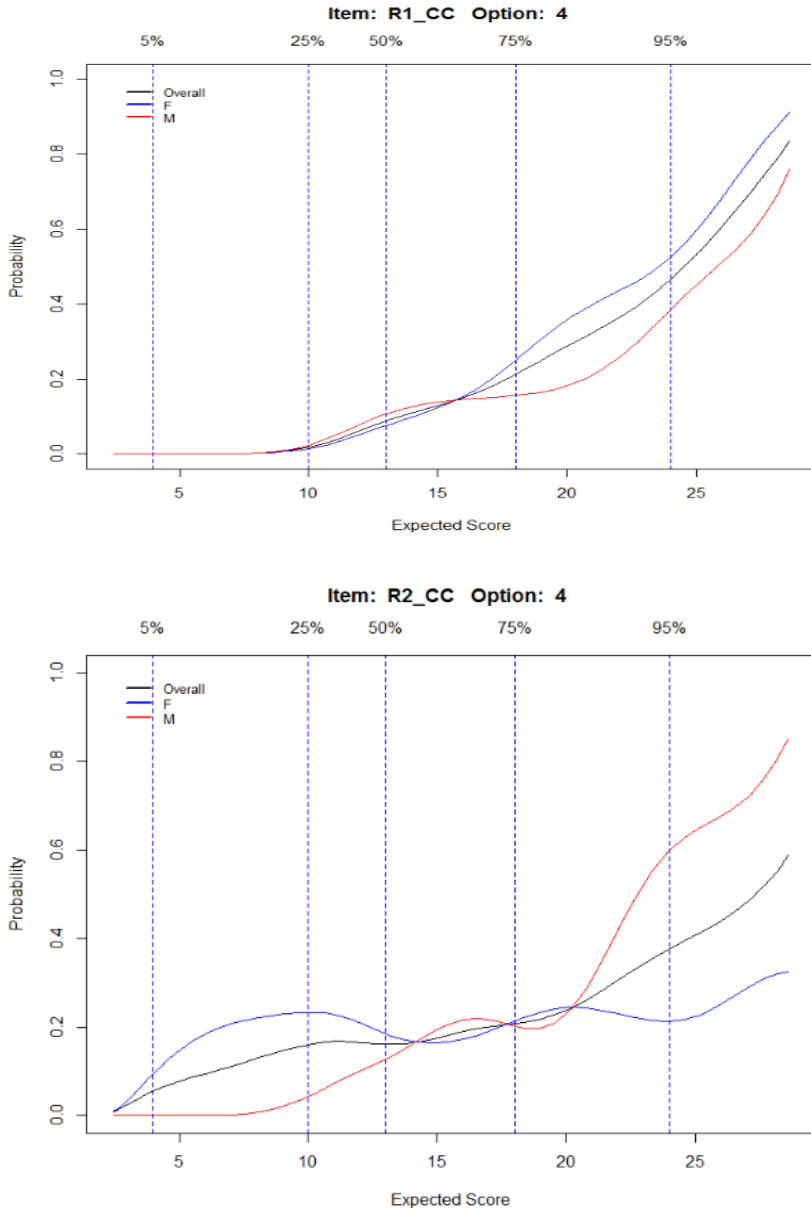 Item: R1_CC Option: 4
5% 25% 50% 75% 95%
Overall
F
M
1.0
0.8
0.6
0.4
0.2
0.0
Probability
5 10 15 20 25
Expected Score
Item: R2_CC Option: 4
5% 25% 50% 75% 95%
Overall
F
M
1.0
0.8
0.6
0.4
0.2
0.0
Probability
5 10 15 20 25
Expected Score